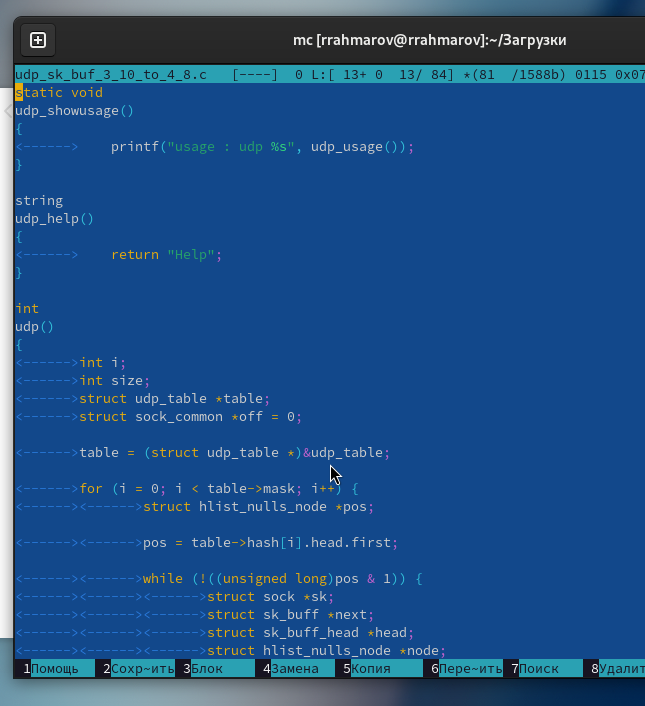 mc [rrahmarov@rrahmarov]:~/Загрузки
udp_sk_buf_3_10_to_4_8.c   [----]  0 L:[ 13+ 0  13/ 84] *(81  /1588b) 0115 0x07
static void
udp_showusage()
{
<------>    printf("usage : udp %s", udp_usage());
}
string
udp_help()
{
<------>    return "Help";
}
int
udp()
{
<------>int i;
<------>int size;
<------>struct udp_table *table;
<------>struct sock_common *off = 0;
<------>table = (struct udp_table *)&udp_table;
<------>for (i = 0; i < table->mask; i++) {
<------><------>struct hlist_nulls_node *pos;
<------><------>pos = table->hash[i].head.first;
<------><------>while (!((unsigned long)pos & 1)) {
<------><------><------>struct sock *sk;
<------><------><------>struct sk_buff *next;
<------><------><------>struct sk_buff_head *head;
<------><------><------>struct hlist_nulls_node *node;
1Помощь  2Сохр~ить 3Блок  4Замена  5Копия  6Пере~ить 7Поиск  8Удалит